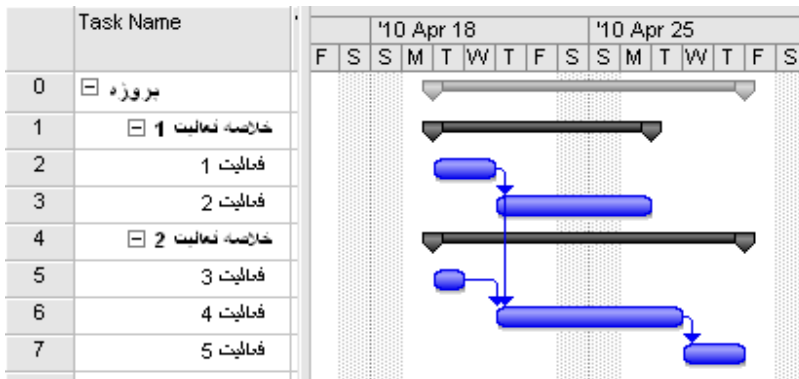 Task Name
'10 Apr 18 '10 Apr 25
F S S M T W T F S S M T W T F S
0 پروژه
1 خلاصه فعالیت 1
2 فعالیت 1
3 فعالیت 2
4 خلاصه فعالیت 2
5 فعالیت 3
6 فعالیت 4
7 فعالیت 5